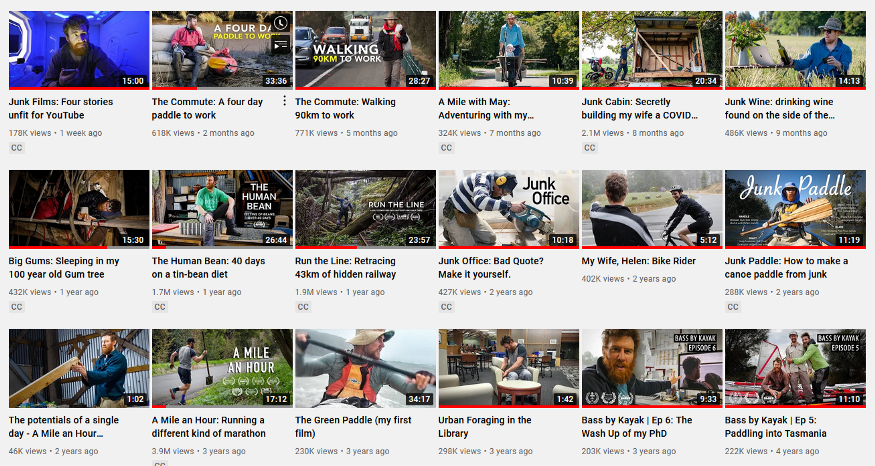 A FOUR DA
PADDLE TO WO
WALKING
90KM TO WORK
15:00
33:36
28:27
10:39
20:34
14:13
Junk Films: Four stories
unfit for YouTube
178K views • 1 week ago
CC
The Commute: A four day
paddle to work
618K views • 2 months ago
The Commute: Walking
90km to work
771K views • 5 months ago
A Mile with May:
Adventuring with my...
324K views • 7 months ago
CC
Junk Cabin: Secretly
building my wife a COVID...
2.1M views • 8 months ago
CC
Junk Wine: drinking wine
found on the side of the...
486K views • 9 months ago
THE
HUMAN
BEAN
RUN THE LINE
Junk
Office
Junk Paddle
15:30
26:44
23:57
10:18
5:12
11:19
Big Gums: Sleeping in my
100 year old Gum tree
432K views • 1 year ago
CC
The Human Bean: 40 days
on a tin-bean diet
1.7M views • 1 year ago
CC
Run the Line: Retracing
43km of hidden railway
1.9M views • 1 year ago
CC
Junk Office: Bad Quote?
Make it yourself.
427K views • 2 years ago
CC
My Wife, Helen: Bike Rider
402K views • 2 years ago
Junk Paddle: How to make a
canoe paddle from junk
288K views • 2 years ago
CC
A MILE
AN HOUR
BASS BY KAYAK
EPISODE 6
BASS BY KAYAK
EPISODE 5
1:02
17:12
34:17
1:42
9:33
11:10
The potentials of a single
day - A Mile an Hour...
46K views • 2 years ago
A Mile an Hour: Running a
different kind of marathon
3.9M views • 3 years ago
CC
The Green Paddle (my first
film)
230K views • 3 years ago
Urban Foraging in the
Library
298K views • 3 years ago
Bass by Kayak | Ep 6: The
Wash Up of my PhD
203K views • 3 years ago
Bass by Kayak | Ep 5:
Paddling into Tasmania
222K views • 4 years ago